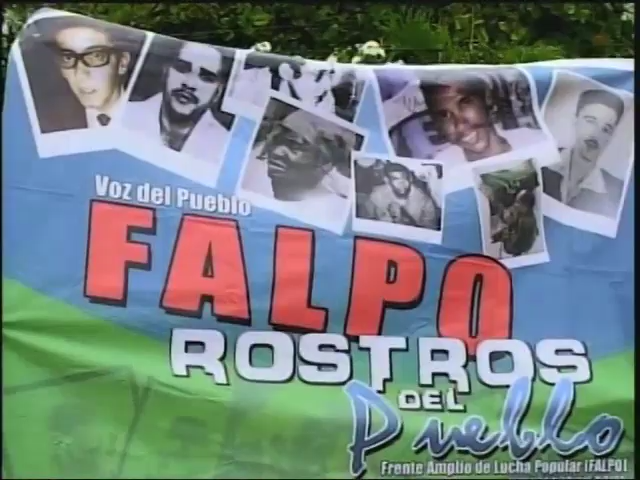 Voz del Pueblo
FALPO
ROSTROS
DEL
Pueblo
Frente Amplio de Lucha Popular (FALPO)